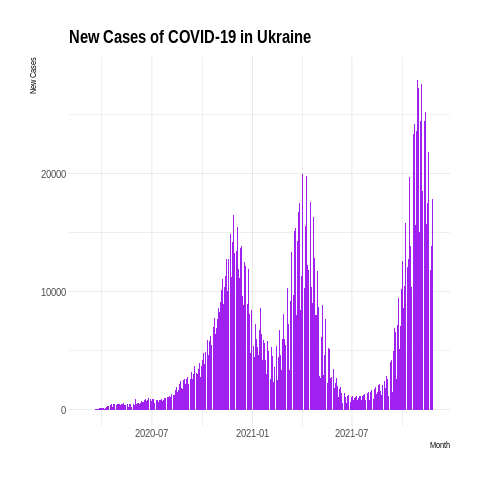 New Cases of COVID-19 in Ukraine
New Cases
20000
10000
0
2020-07 2021-01 2021-07
Month